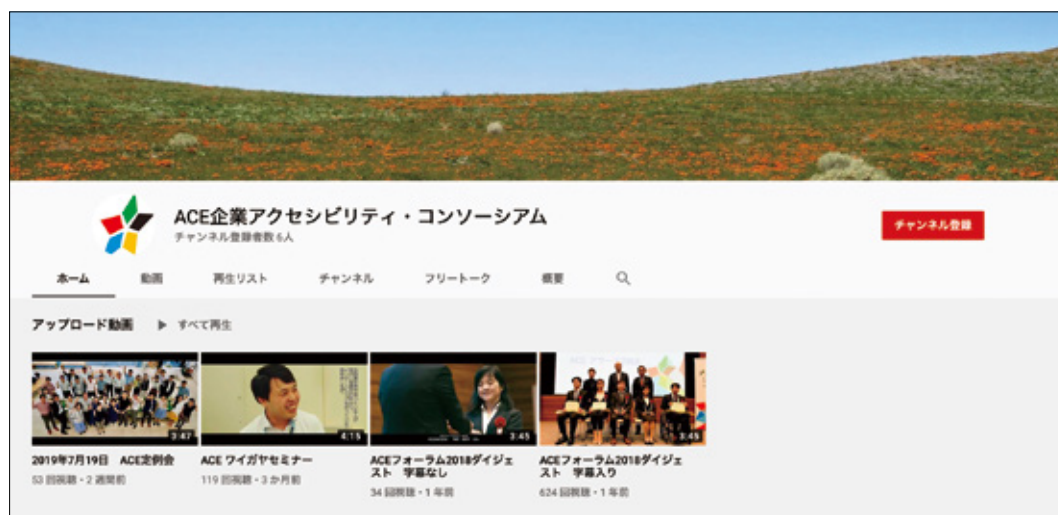 ACE企業アクセシビリティ・コンソーシアム
チャンネル登録者数 6人
チャンネル登録
ホーム 動画 再生リスト チャンネル フリートーク 概要
アップロード動画 ▶ すべて再生
3:47
4:15
3:45
3:45
2019年7月19日 ACE定例会
53 回視聴・2 週間前
ACE ワイガヤセミナー
119 回視聴・3 か月前
ACEフォーラム2018ダイジェ
スト 字幕なし
34 回視聴・1 年前
ACEフォーラム2018ダイジェ
スト 字幕入り
624 回視聴・1 年前